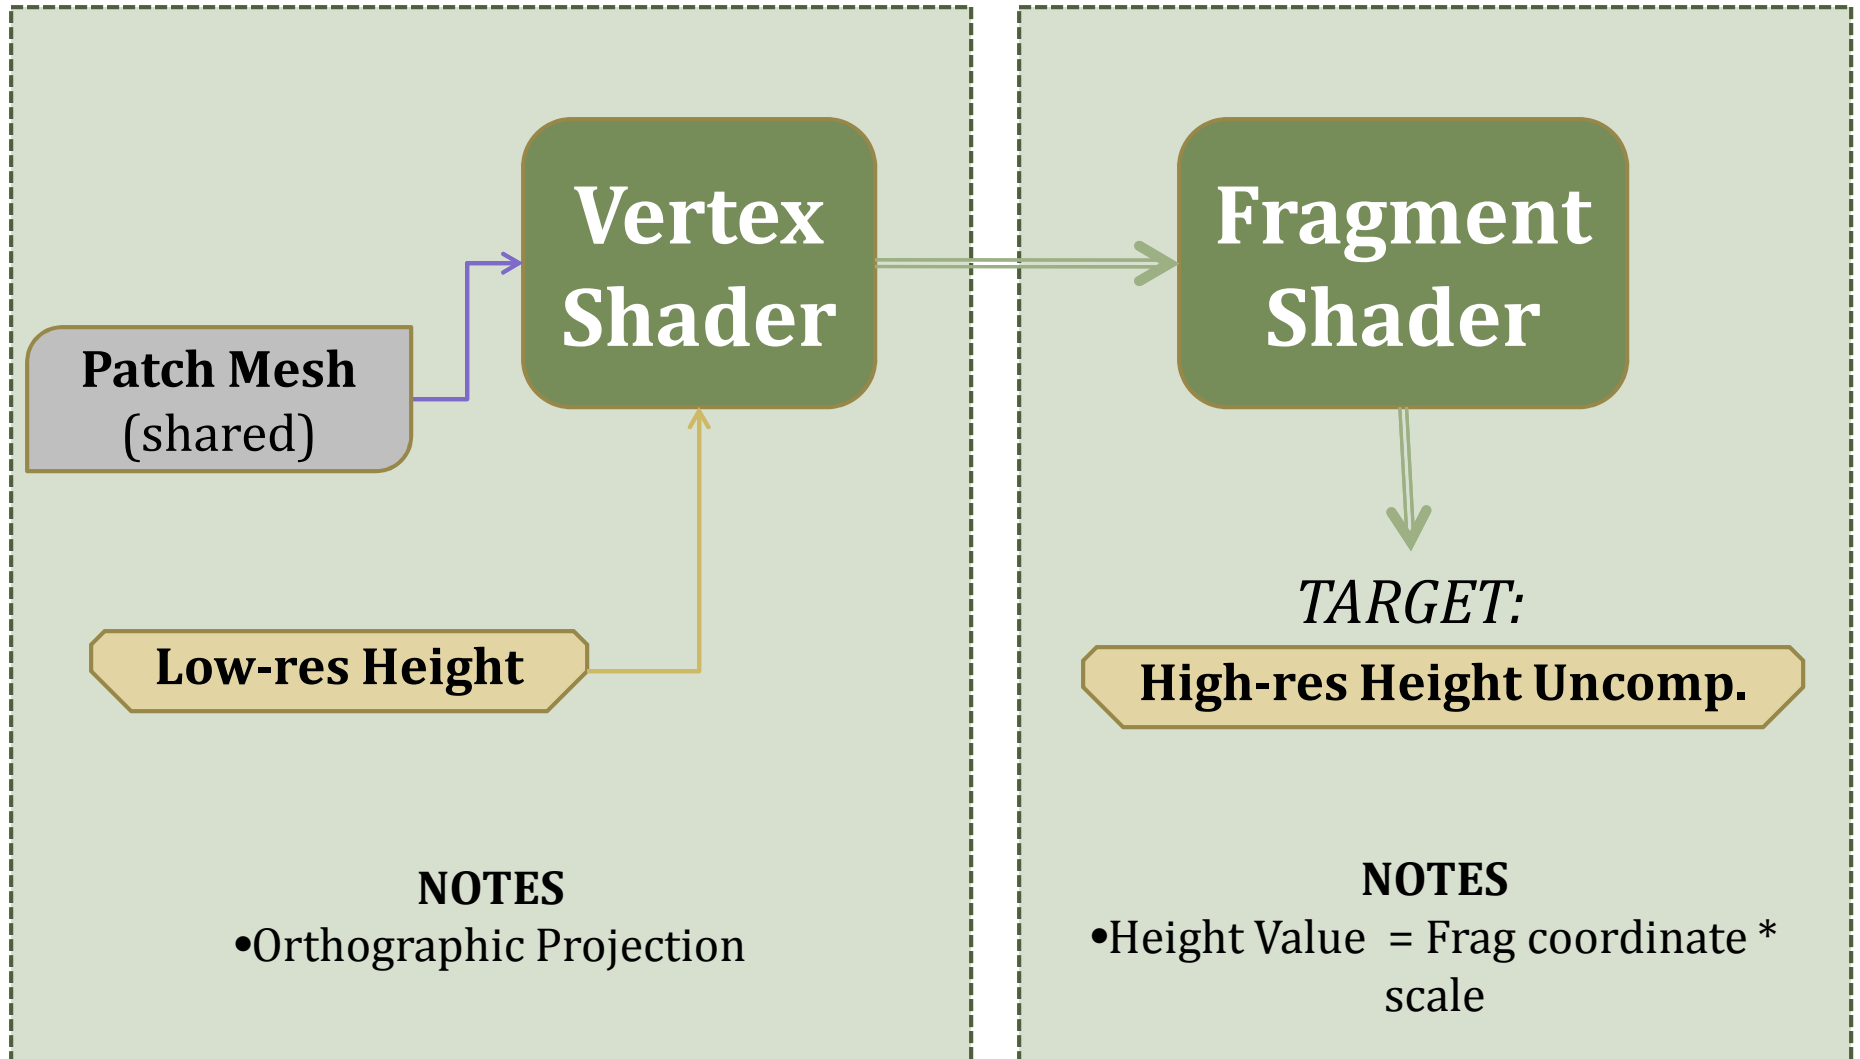 Vertex
Shader
Patch Mesh
(shared)
Low-res Height
NOTES
•Orthographic Projection
Fragment
Shader
TARGET:
High-res Height Uncomp.
NOTES
•Height Value = Frag coordinate *
scale